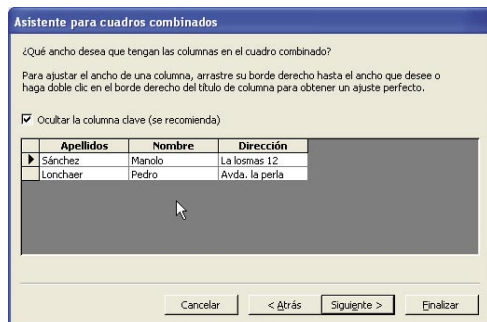 Asistente para cuadros combinados
¿Qué ancho desea que tengan las columnas en el cuadro combinado?
Para ajustar el ancho de una columna, arrastre su borde derecho hasta el ancho que desee o
haga doble clic en el borde derecho del título de columna para obtener un ajuste perfecto.
Ocultar la columna clave (se recomienda)
Apellidos Nombre Dirección
Sánchez Manolo La losmas 12
Lonchaer Pedro Avda. la perla
Cancelar < Atrás Siguiente > Finalizar